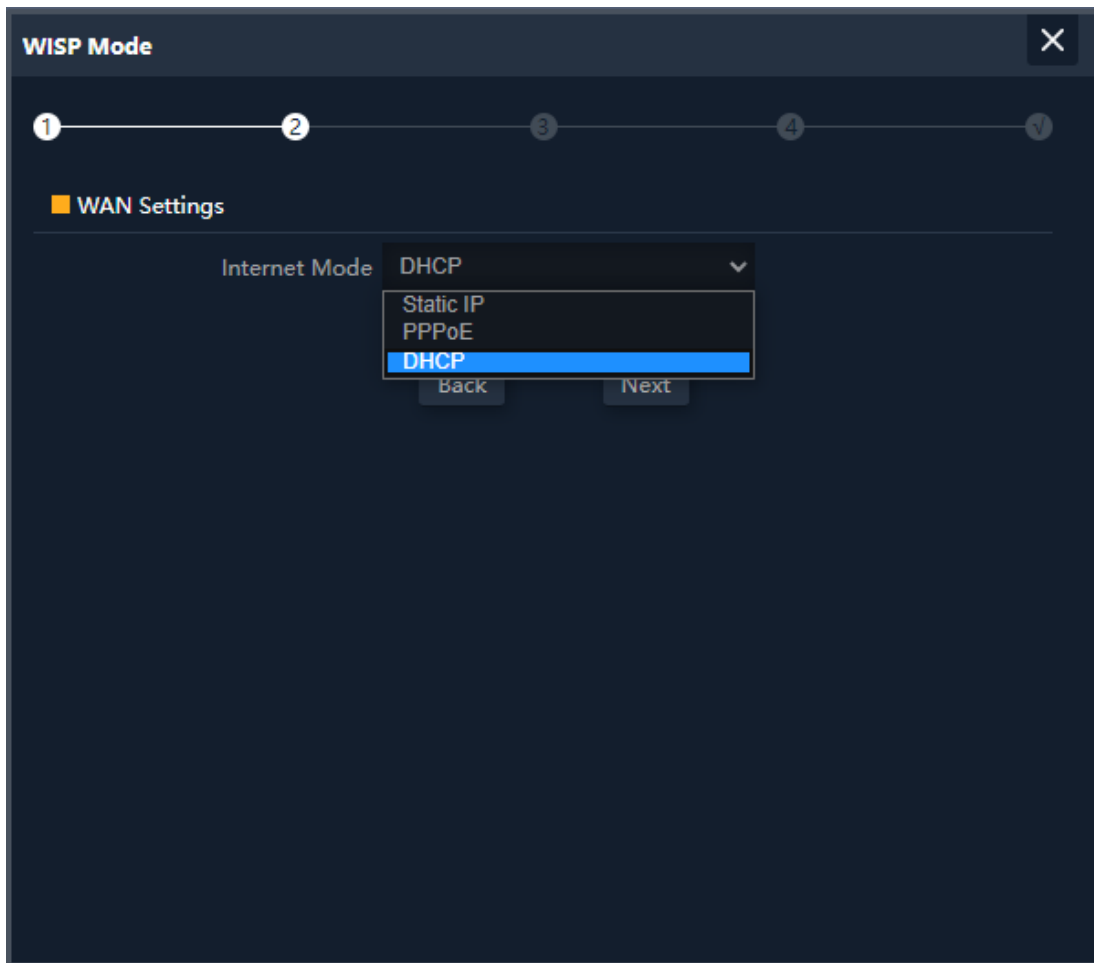 WISP Mode
1 2 3 4 √
WAN Settings
Internet Mode DHCP
Static IP
PPPoE
DHCP
Back Next